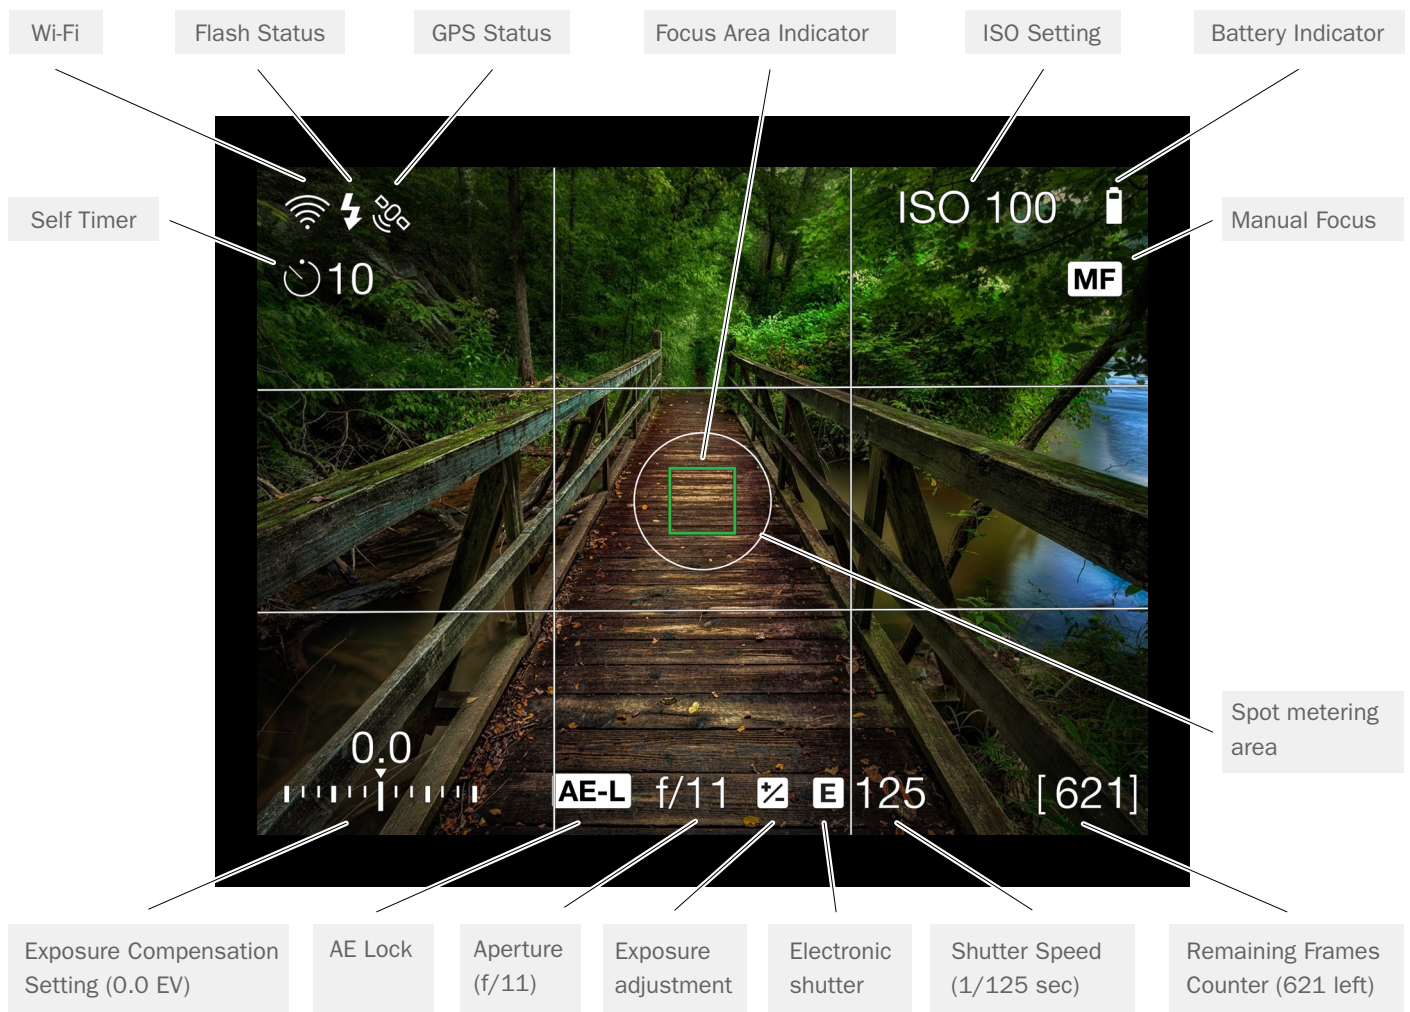 Wi-Fi
Flash Status
GPS Status
Focus Area Indicator
ISO Setting
Battery Indicator
ISO 100
Self Timer
Manual Focus
10
MF
Spot metering
area
0.0
AE-L
f/11
E
125
[621]
Exposure Compensation
Setting (0.0 EV)
AE Lock
Aperture
(f/11)
Exposure
adjustment
Electronic
shutter
Shutter Speed
(1/125 sec)
Remaining Frames
Counter (621 left)